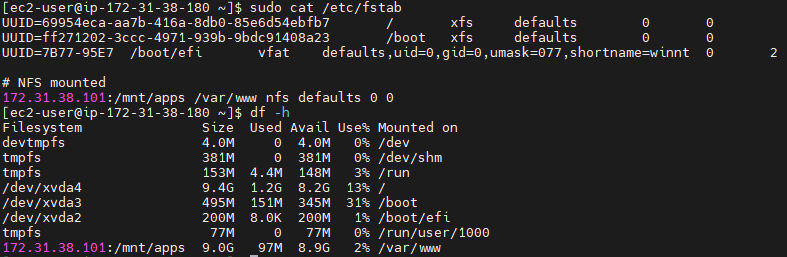 [ec2-user@ip-172-31-38-180 ~]$ sudo cat /etc/fstab
UUID=69954eca-aa7b-416a-8db0-85e6d54ebfb7 / xfs defaults 0 0
UUID=ff271202-3ccc-4971-939b-9bdc91408a23 /boot xfs defaults 0 0
UUID=7B77-95E7 /boot/efi vfat defaults,uid=0,gid=0,umask=077,shortname=winnt 0 2
# NFS mounted
172.31.38.101:/mnt/apps /var/www nfs defaults 0 0
[ec2-user@ip-172-31-38-180 ~]$ df -h
Filesystem Size Used Avail Use% Mounted on
devtmpfs 4.0M 0 4.0M 0% /dev
tmpfs 381M 0 381M 0% /dev/shm
tmpfs 153M 4.4M 148M 3% /run
/dev/xvda4 9.4G 1.2G 8.2G 13% /
/dev/xvda3 495M 151M 345M 31% /boot
/dev/xvda2 200M 8.0K 200M 1% /boot/efi
tmpfs 77M 0 77M 0% /run/user/1000
172.31.38.101:/mnt/apps 9.0G 97M 8.9G 2% /var/www